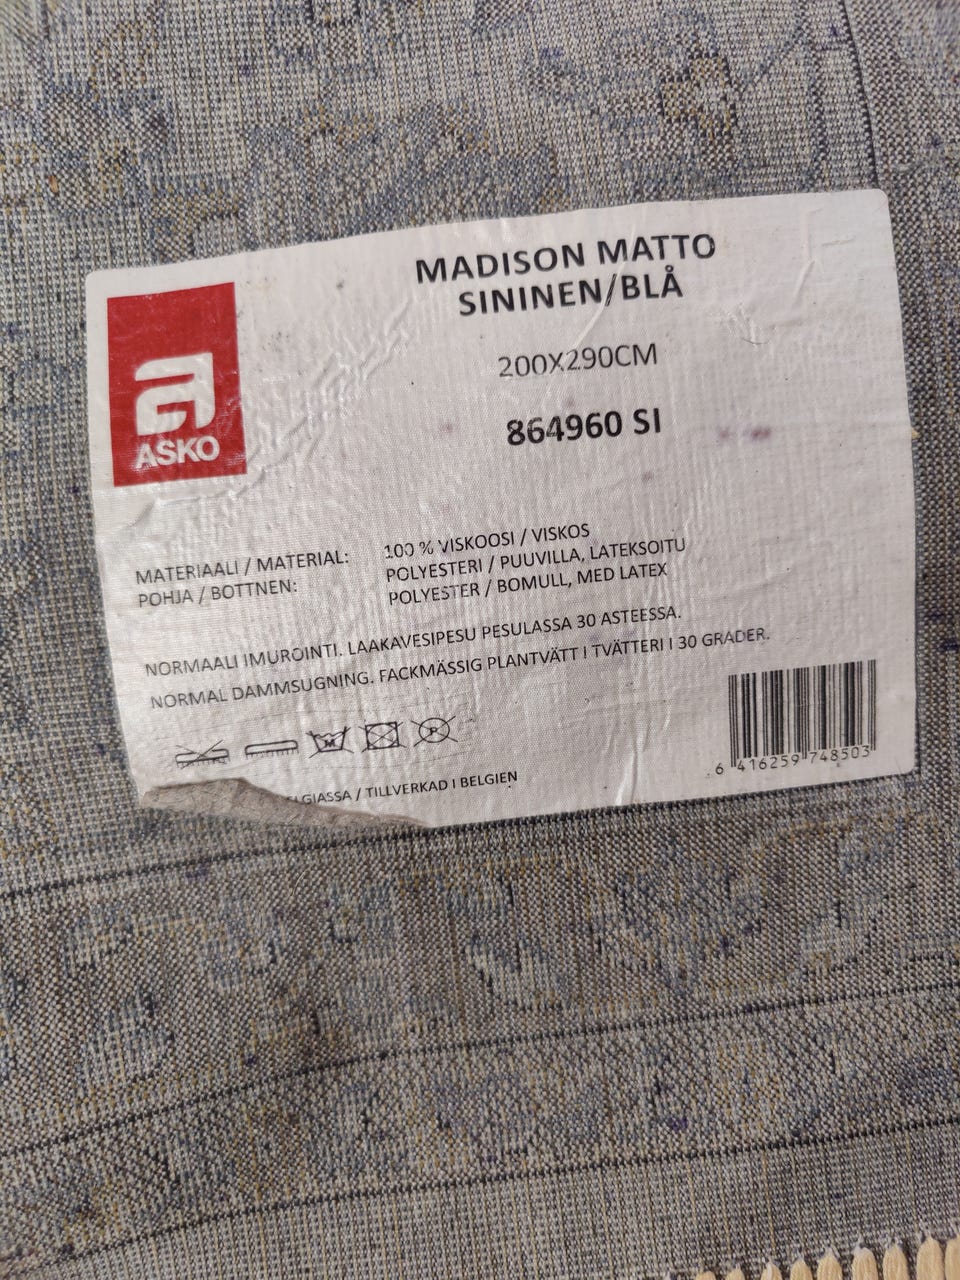 MADISON MATTO
SININEN/BLÅ
200X290CM
864960 SI
ASKO
MATERIAALI / MATERIAL: 100 % VISKOOSI / VISKOS
POHJA / BOTTNEN: POLYESTERI / PUUVILLA, LATEKSOITU
POLYESTER / BOMULL, MED LATEX
NORMAALI IMUROINTI. LAAKAVESIPESU PESULASSA 30 ASTEESSA.
NORMAL DAMMSUGNING. FACKMÄSSIG PLANTVÄTT I TVÄTTERI I 30 GRADER.
M P
6 416259 748503
/ TILLVERKAD I BELGIEN